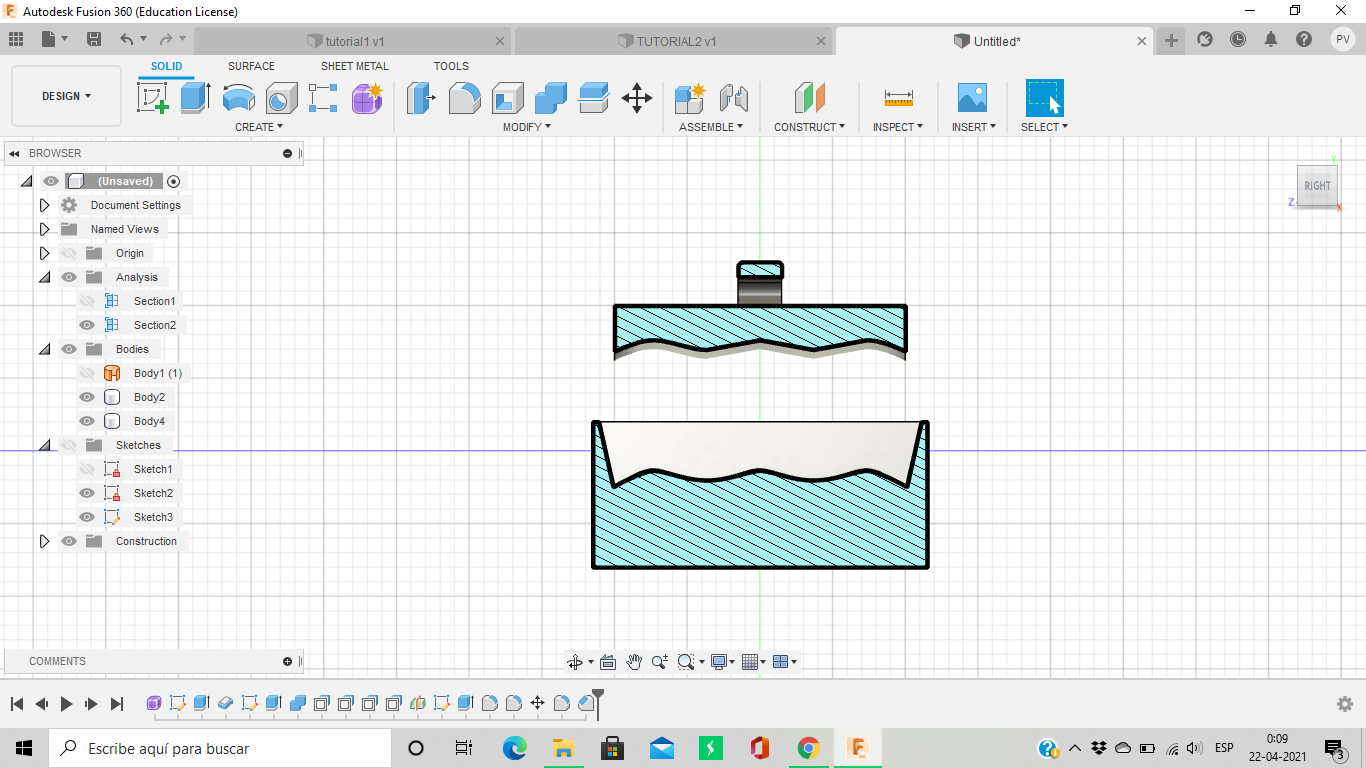 Autodesk Fusion 360 (Education License)
tutorial1 v1
TUTORIAL2 v1
Untitled*
PV
SOLID
SURFACE
SHEET METAL
TOOLS
DESIGN
CREATE
MODIFY
ASSEMBLE
CONSTRUCT
INSPECT
INSERT
SELECT
BROWSER
(Unsaved)
Document Settings
Named Views
Origin
Analysis
Section1
Section2
Bodies
Body1 (1)
Body2
Body4
Sketches
Sketch1
Sketch2
Sketch3
Construction
Y
RIGHT
Z
X
COMMENTS
Escribe aquí para buscar
ESP
0:09
22-04-2021
3